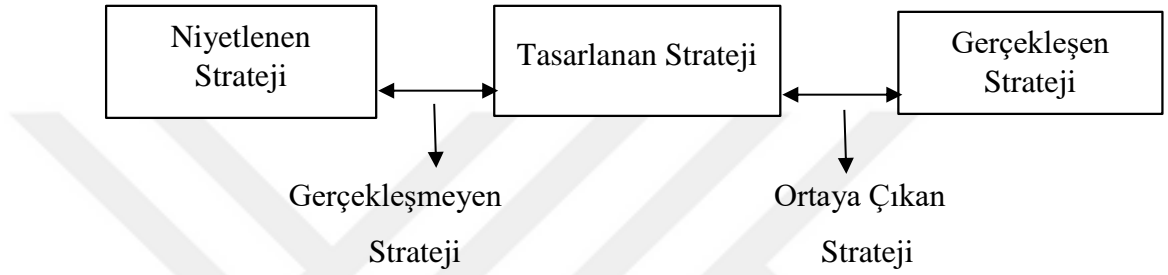 Niyetlenen
Strateji
Tasarlanan Strateji
Gerçekleşen
Strateji
Gerçekleşmeyen
Strateji
Ortaya Çıkan
Strateji